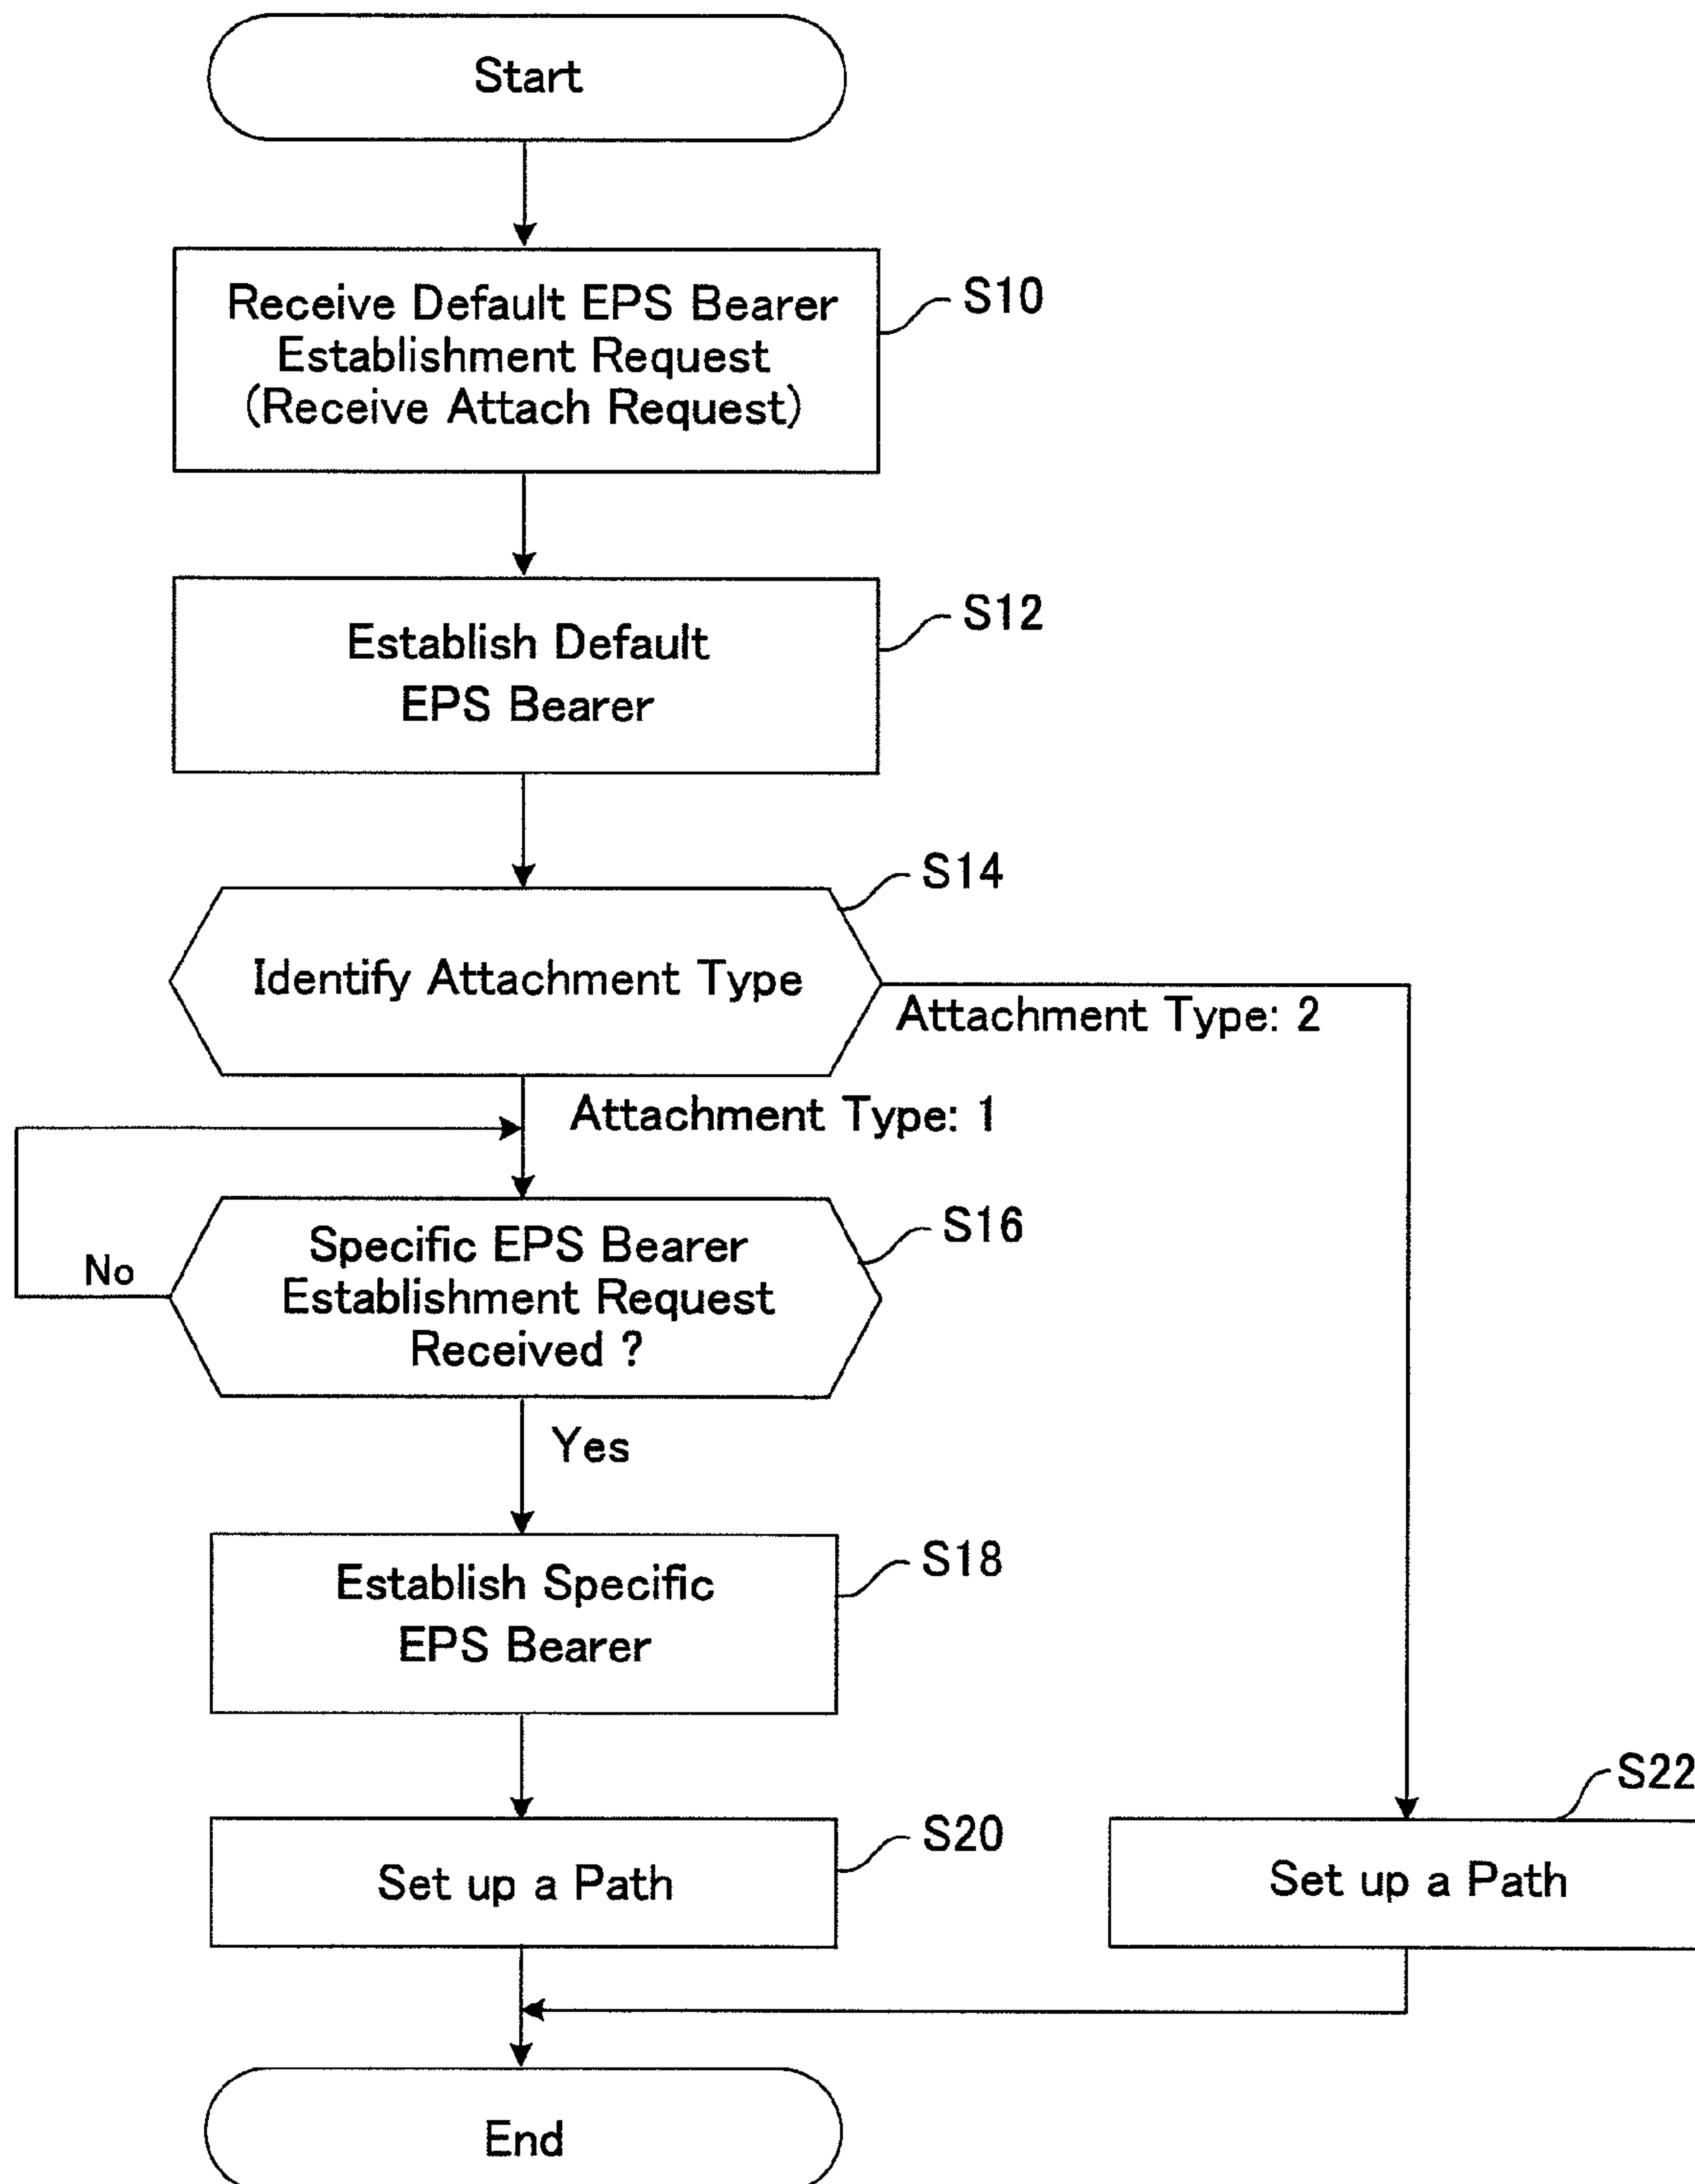 Start
Receive Default EPS Bearer
Establishment Request
(Receive Attach Request)
S10
Establish Default
EPS Bearer
S12
S14
Identify Attachment Type
Attachment Type: 2
Attachment Type: 1
Specific EPS Bearer
Establishment Request
Received ?
S16
No
Yes
Establish Specific
EPS Bearer
S18
Set up a Path
S20
Set up a Path
S22
End